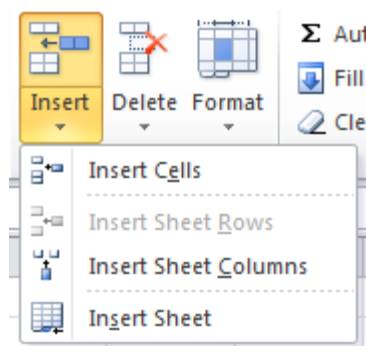 Σ Aut
Insert Delete Format
Fill
Cle
Insert Cells
Insert Sheet Rows
Insert Sheet Columns
Insert Sheet